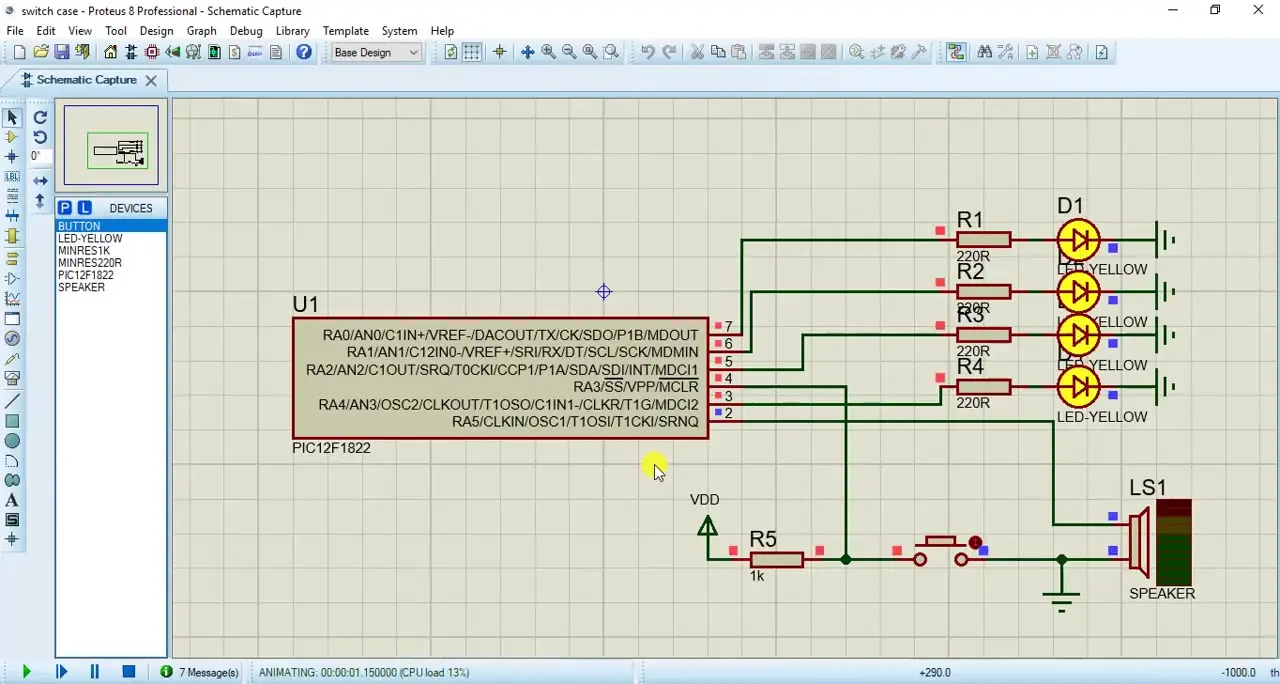 switch case - Proteus 8 Professional - Schematic Capture
File Edit View Tool Design Graph Debug Library Template System Help
Base Design
Schematic Capture
0°
P L DEVICES
BUTTON
LED-YELLOW
MINRES1K
MINRES220R
PIC12F1822
SPEAKER
D1
R1
220R
LED-YELLOW
R2
220R
LED-YELLOW
R3
220R
LED-YELLOW
R4
220R
LED-YELLOW
U1
RA0/AN0/C1IN+/VREF-/DACOUT/TX/CK/SDO/P1B/MDOUT 7
RA1/AN1/C12IN0-/VREF+/SRI/RX/DT/SCL/SCK/MDMIN 6
RA2/AN2/C1OUT/SRQ/T0CKI/CCP1/P1A/SDA/SDI/INT/MDCI1 5
RA3/SS/VPP/MCLR 4
RA4/AN3/OSC2/CLKOUT/T1OSO/C1IN1-/CLKR/T1G/MDCI2 3
RA5/CLKIN/OSC1/T1OSI/T1CKI/SRNQ 2
PIC12F1822
VDD
R5
1k
LS1
SPEAKER
7 Message(s) ANIMATING: 00:00:01.150000 (CPU load 13%) +290.0 -1000.0 th